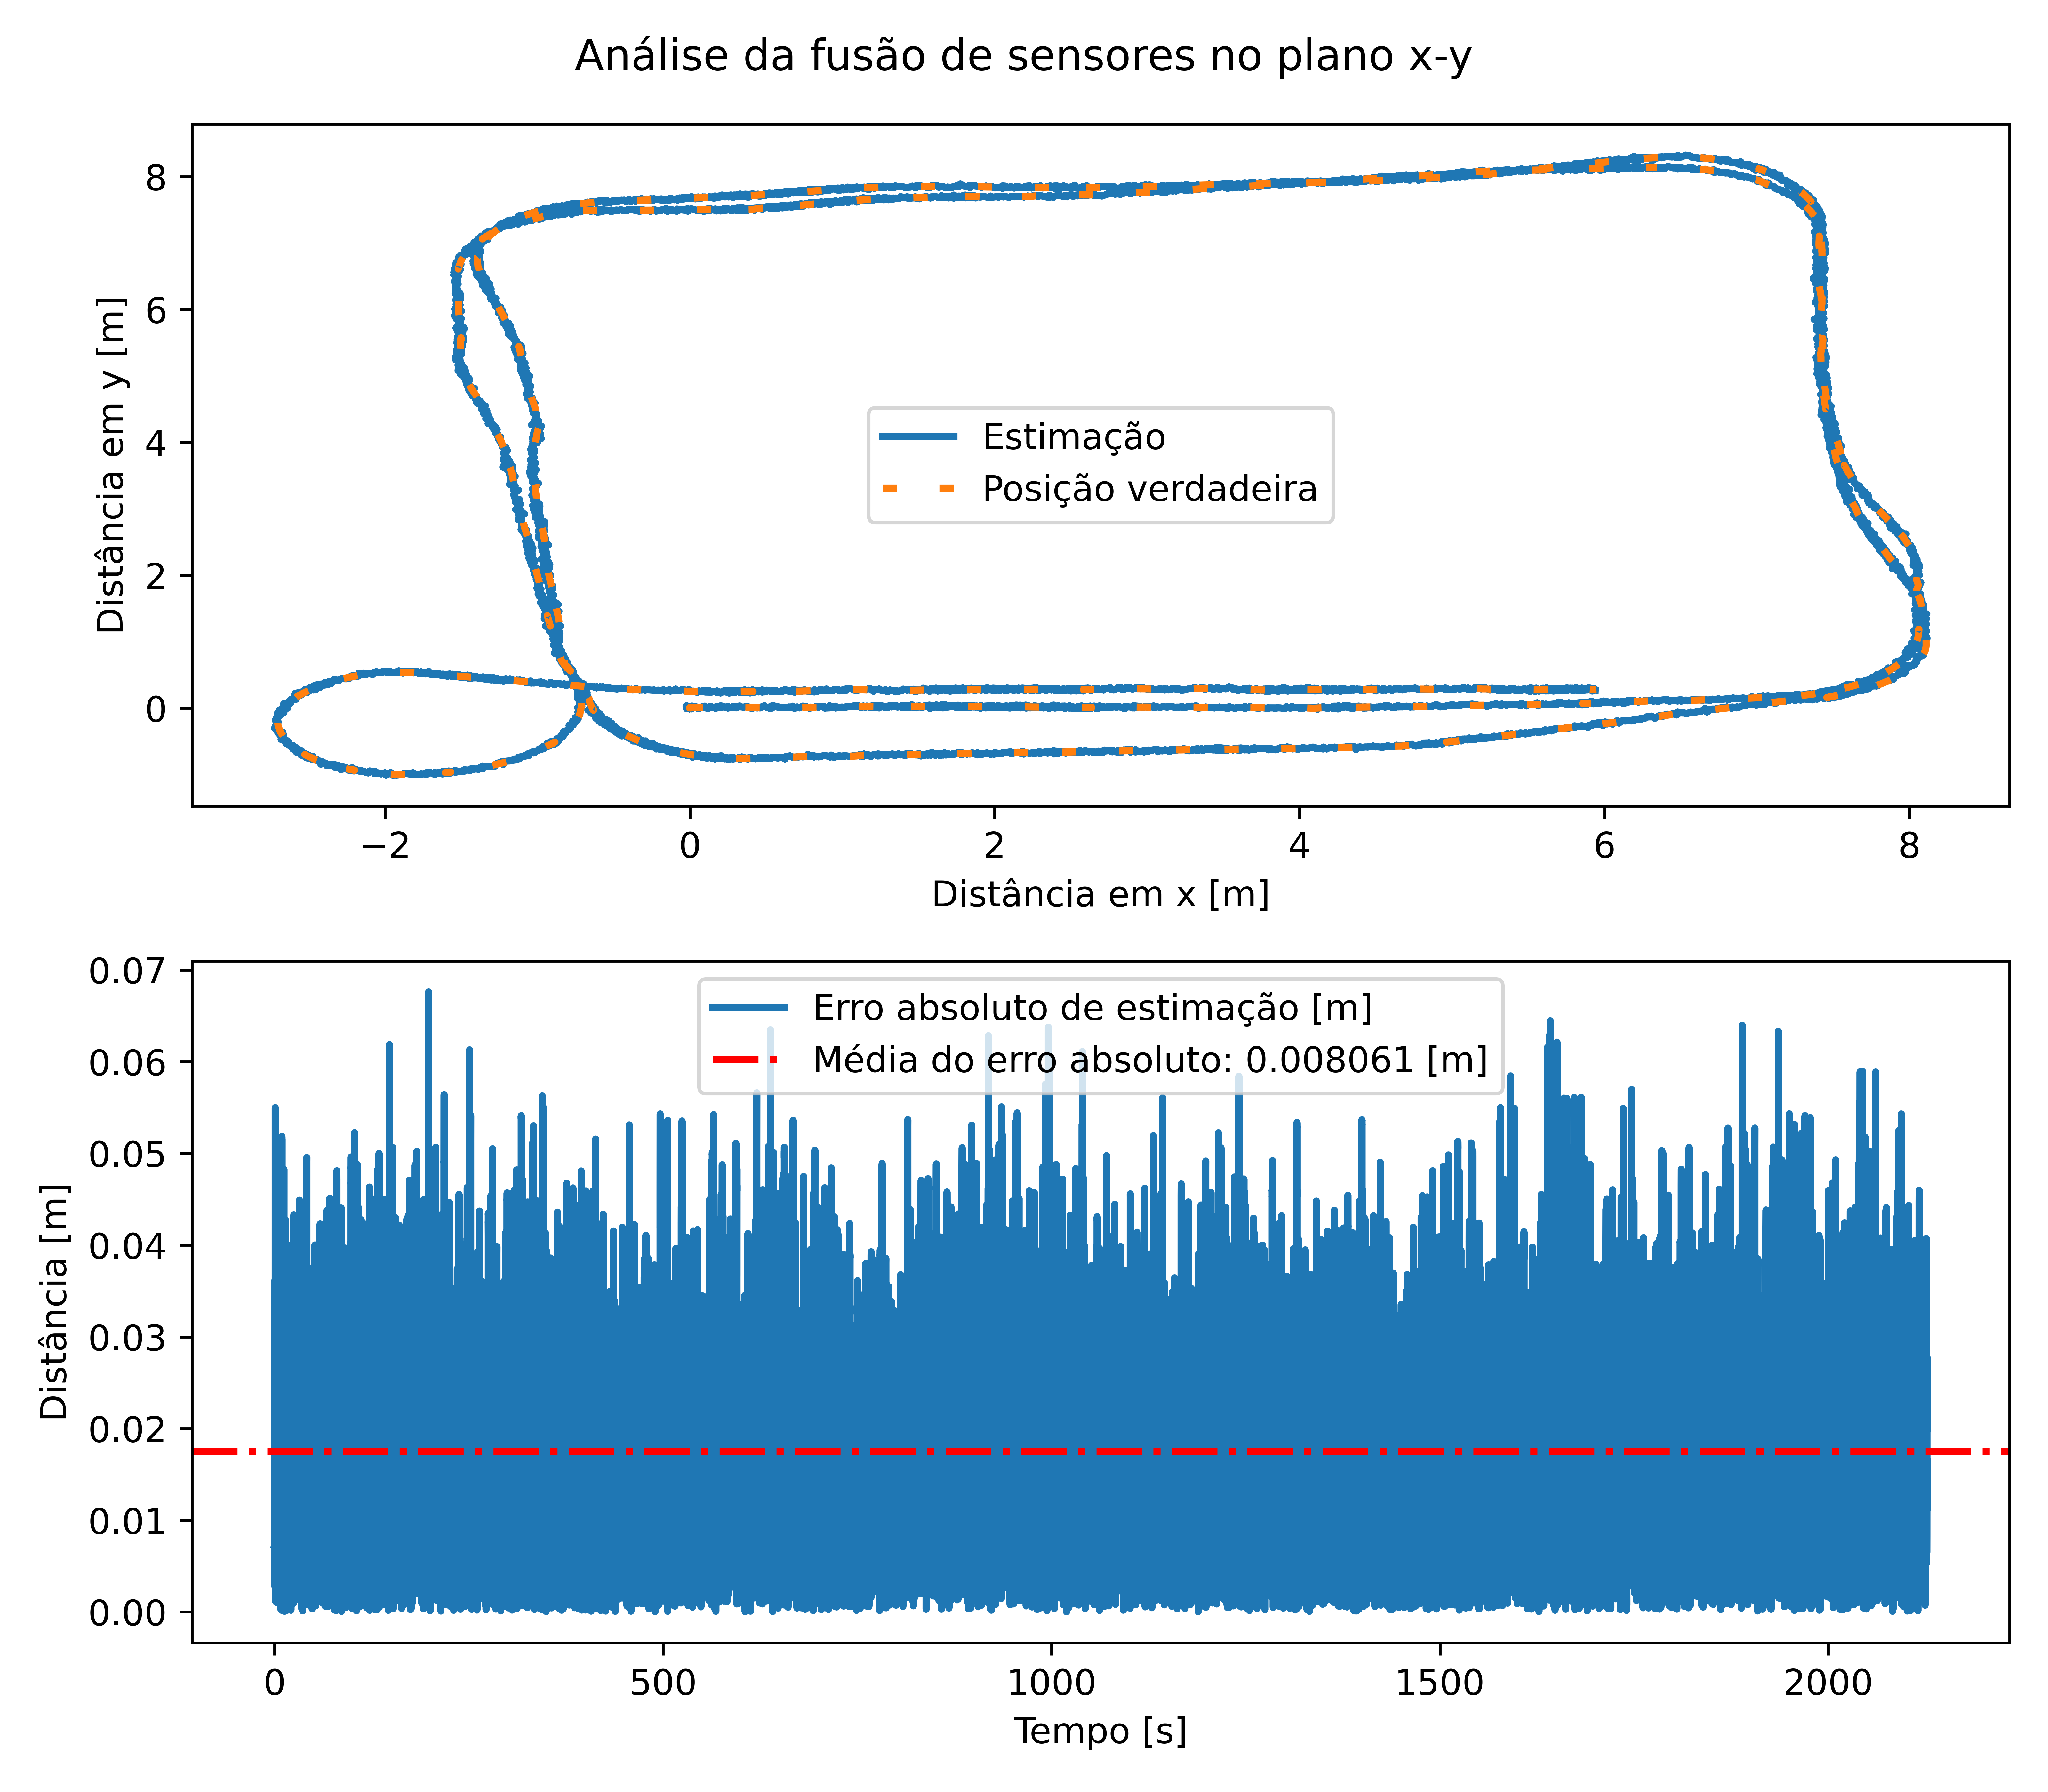 Análise da fusão de sensores no plano x-y
8
6
4
2
0
Distância em y [m]
Estimação
Posição verdadeira
−2 0 2 4 6 8
Distância em x [m]
0.07
0.06
0.05
0.04
0.03
0.02
0.01
0.00
Distância [m]
Erro absoluto de estimação [m]
Média do erro absoluto: 0.008061 [m]
0 500 1000 1500 2000
Tempo [s]